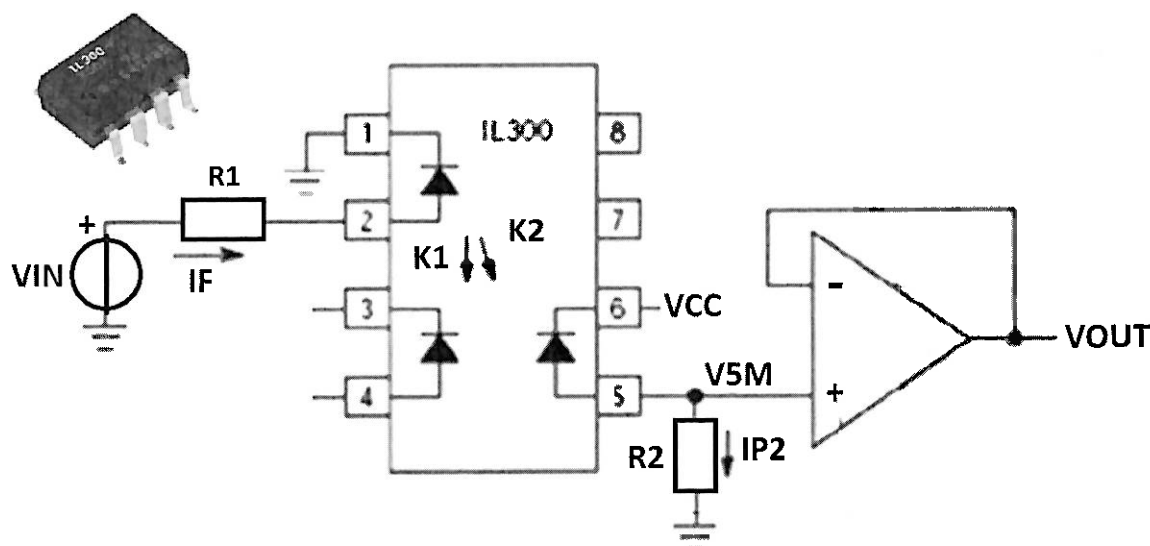 IL300
1
IL300
8
R1
+
2
7
K2
K1
VIN
IF
3
6
VCC
-
VOUT
V5M
4
5
+
R2
IP2